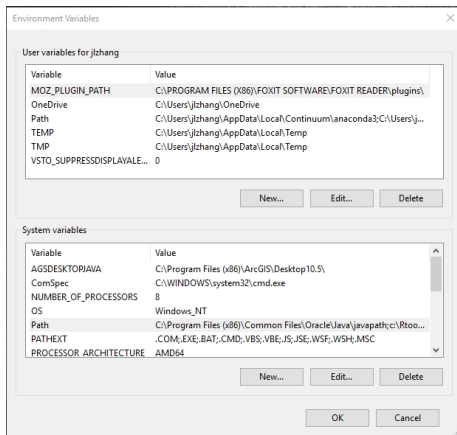 Environment Variables
User variables for jlzhang
Variable Value
MOZ_PLUGIN_PATH C:\PROGRAM FILES (X86)\FOXIT SOFTWARE\FOXIT READER\plugins\
OneDrive C:\Users\jlzhang\OneDrive
Path C:\Users\jlzhang\AppData\Local\Continuum\anaconda3;C:\Users\j...
TEMP C:\Users\jlzhang\AppData\Local\Temp
TMP C:\Users\jlzhang\AppData\Local\Temp
VSTO_SUPPRESSDISPLAYALE... 0
New... Edit... Delete
System variables
Variable Value
AGSDESKTOPJAVA C:\Program Files (x86)\ArcGIS\Desktop10.5\
ComSpec C:\WINDOWS\system32\cmd.exe
NUMBER_OF_PROCESSORS 8
OS Windows_NT
Path C:\Program Files (x86)\Common Files\Oracle\Java\javapath;c:\Rtoo...
PATHEXT .COM;.EXE;.BAT;.CMD;.VBS;.VBE;.JS;.JSE;.WSF;.WSH;.MSC
PROCESSOR_ARCHITECTURE AMD64
New... Edit... Delete
OK Cancel